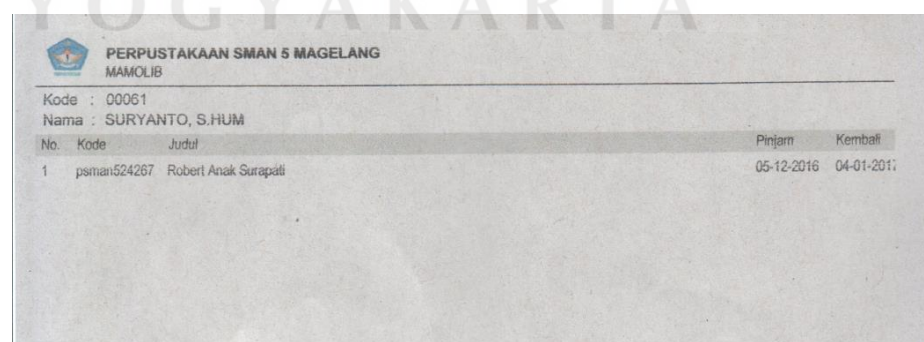 YOGYAKARTA
PERPUSTAKAAN SMAN 5 MAGELANG
MAMOLIB
Kode : 00061
Nama : SURYANTO, S.HUM
No. Kode Judul Pinjam Kembali
1 psman524267 Robert Anak Surapati 05-12-2016 04-01-2017